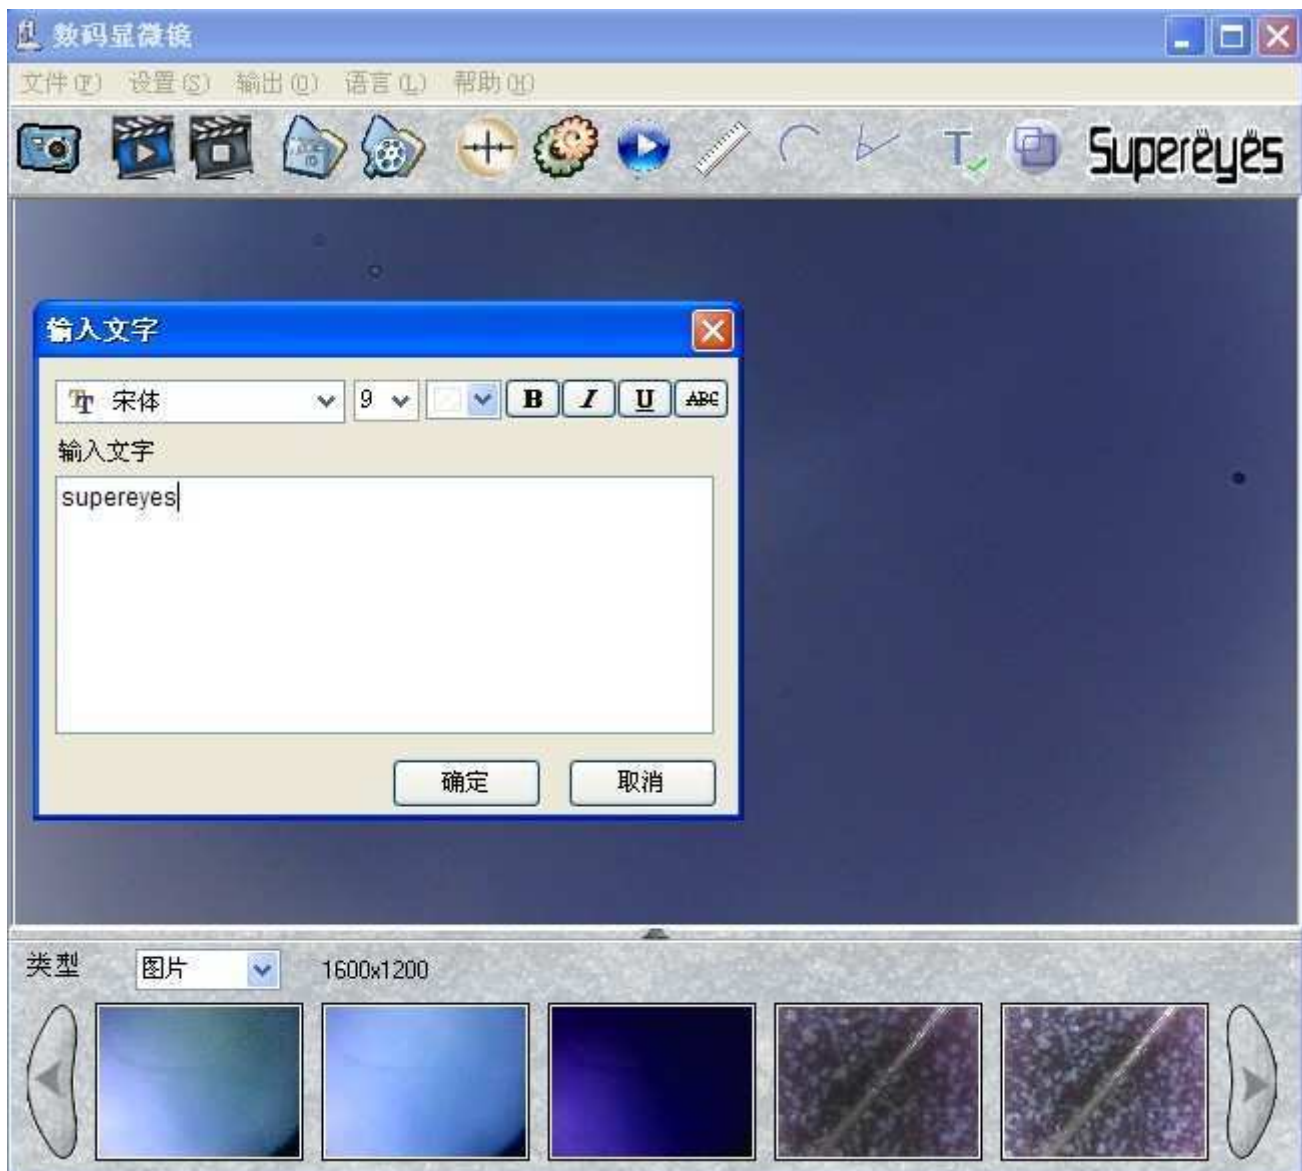 数码显微镜
文件(F) 设置(S) 输出(O) 语言(L) 帮助(H)
T Supereyes
输入文字
宋体 9 B I U ABC
输入文字
supereyes
确定 取消
类型 图片 1600x1200